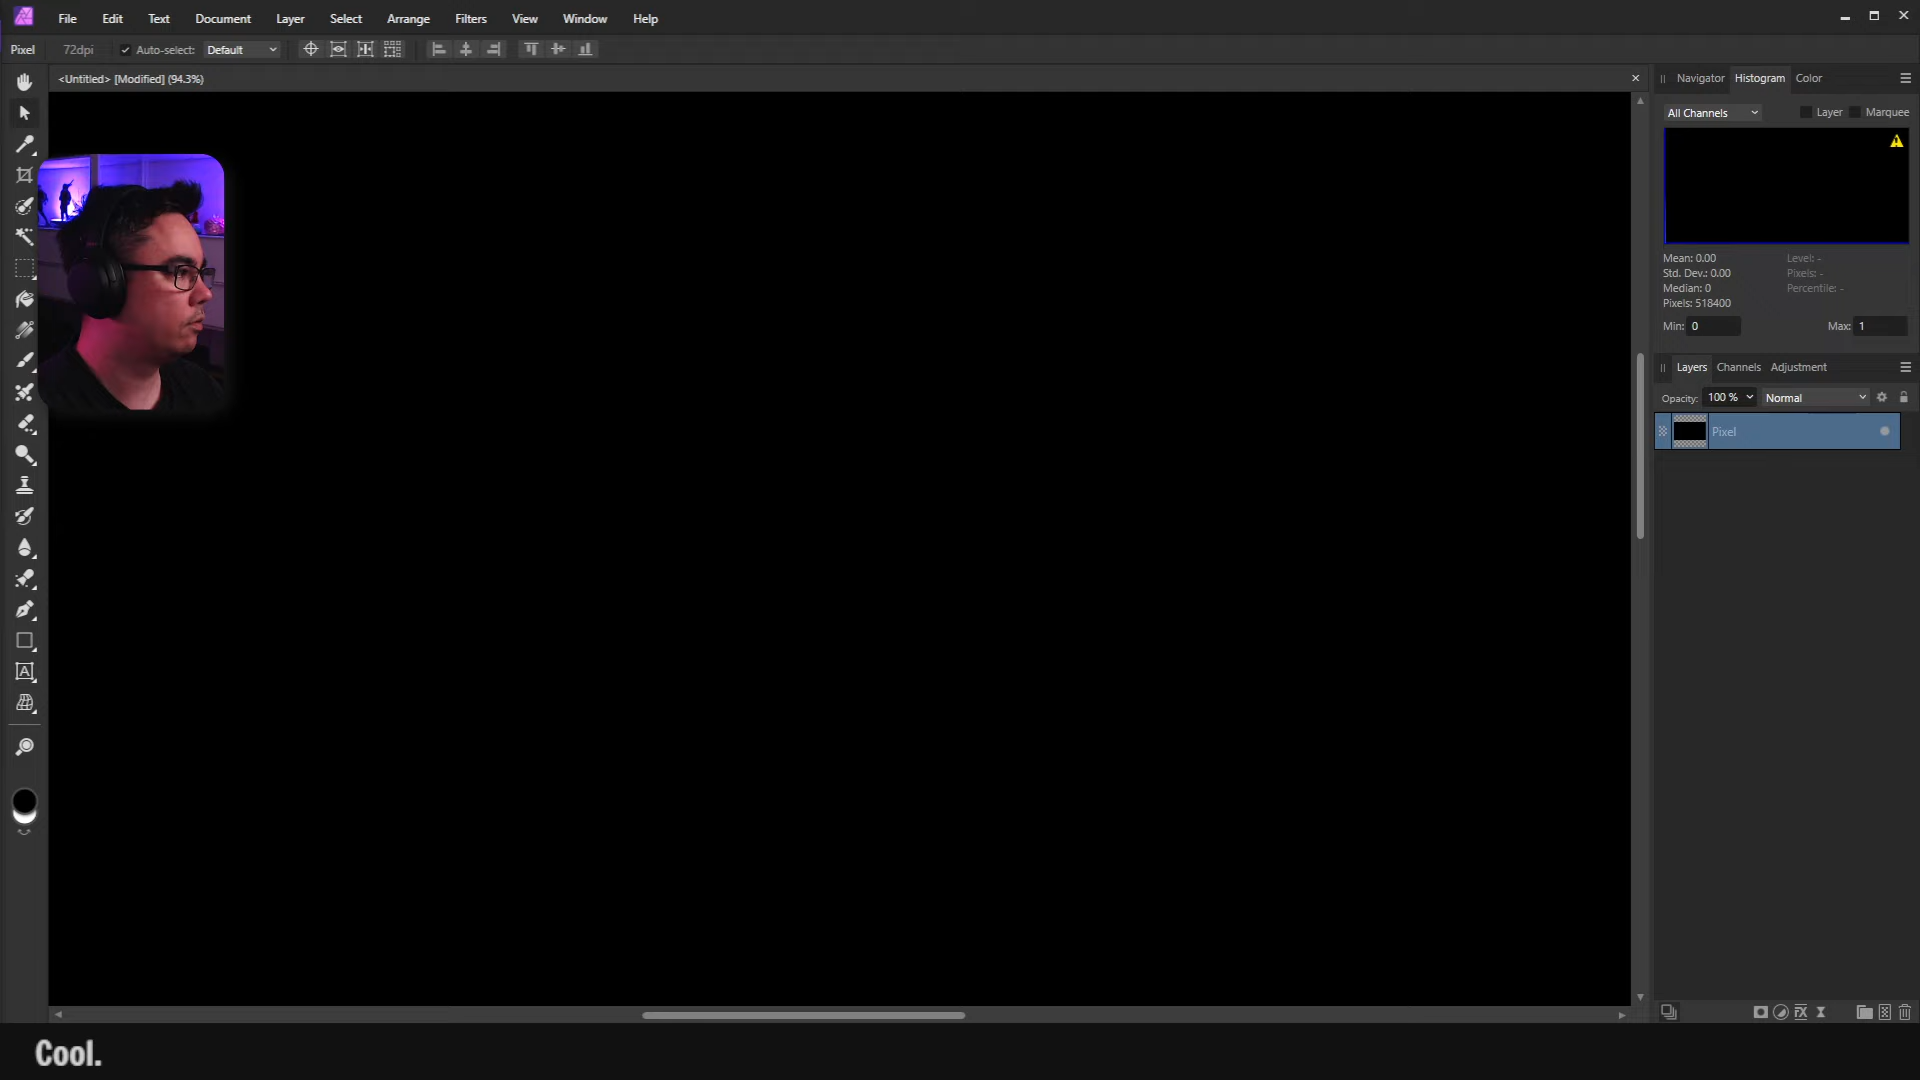 File Edit Text Document Layer Select Arrange Filters View Window Help
Pixel 72dpi Auto-select: Default
<Untitled> [Modified] (94.3%)
Navigator Histogram Color
All Channels Layer Marquee
Mean: 0.00 Level: -
Std. Dev.: 0.00 Pixels: -
Median: 0 Percentile: -
Pixels: 518400
Min: 0 Max: 1
Layers Channels Adjustment
Opacity: 100 % Normal
Pixel
Cool.